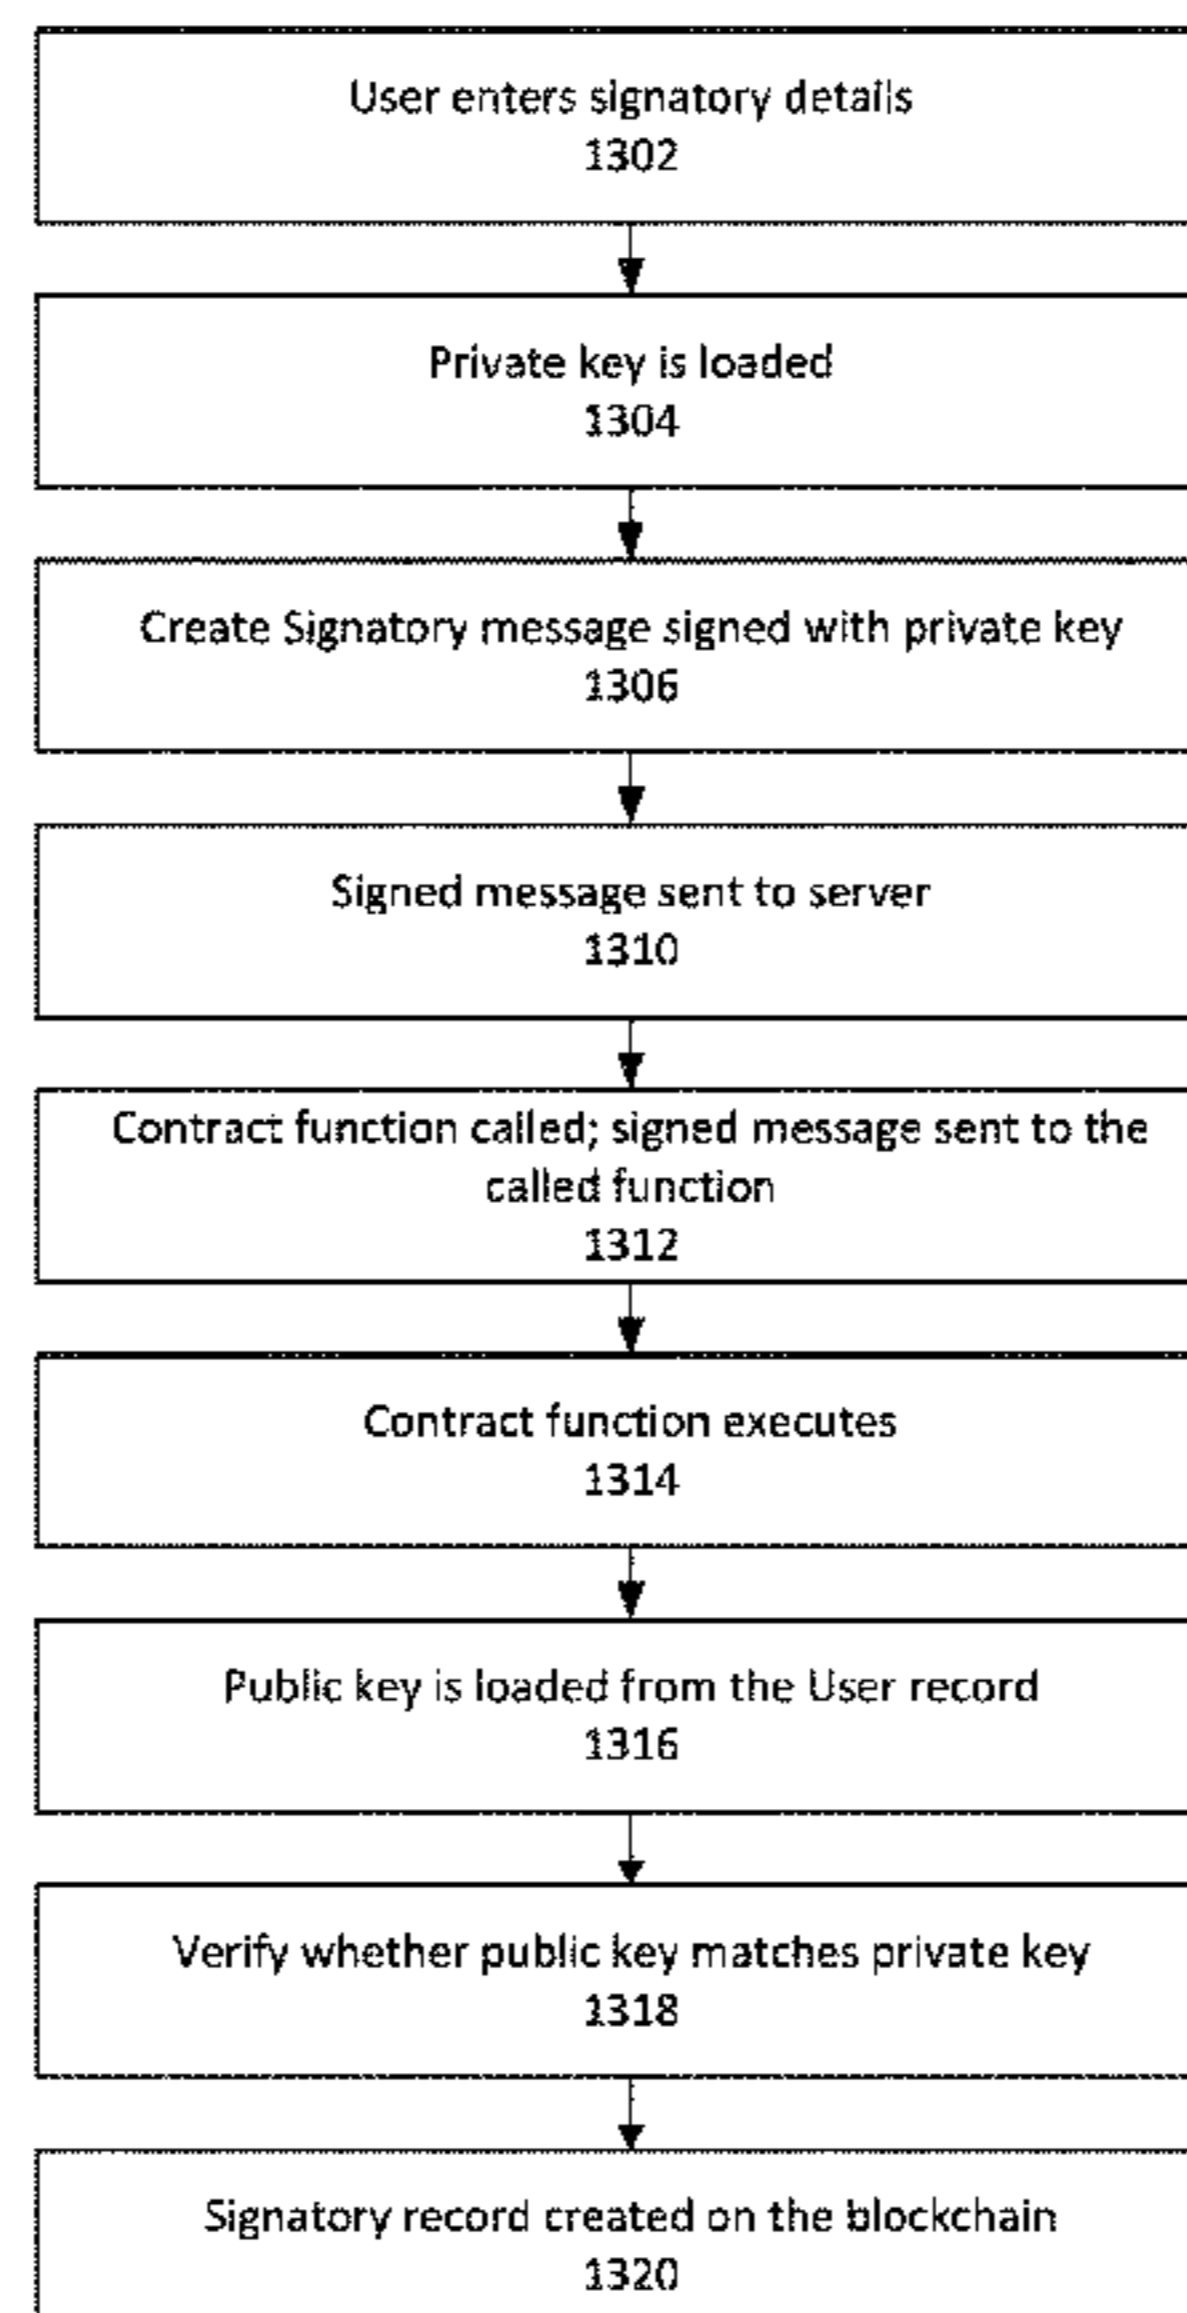 User enters signatory details
1302
Private key is loaded
1304
Create Signatory message signed with private key
1306
Signed message sent to server
1310
Contract function called; signed message sent to the
called function
1312
Contract function executes
1314
Public key is loaded from the User record
1316
Verify whether public key matches private key
1318
Signatory record created on the blockchain
1320